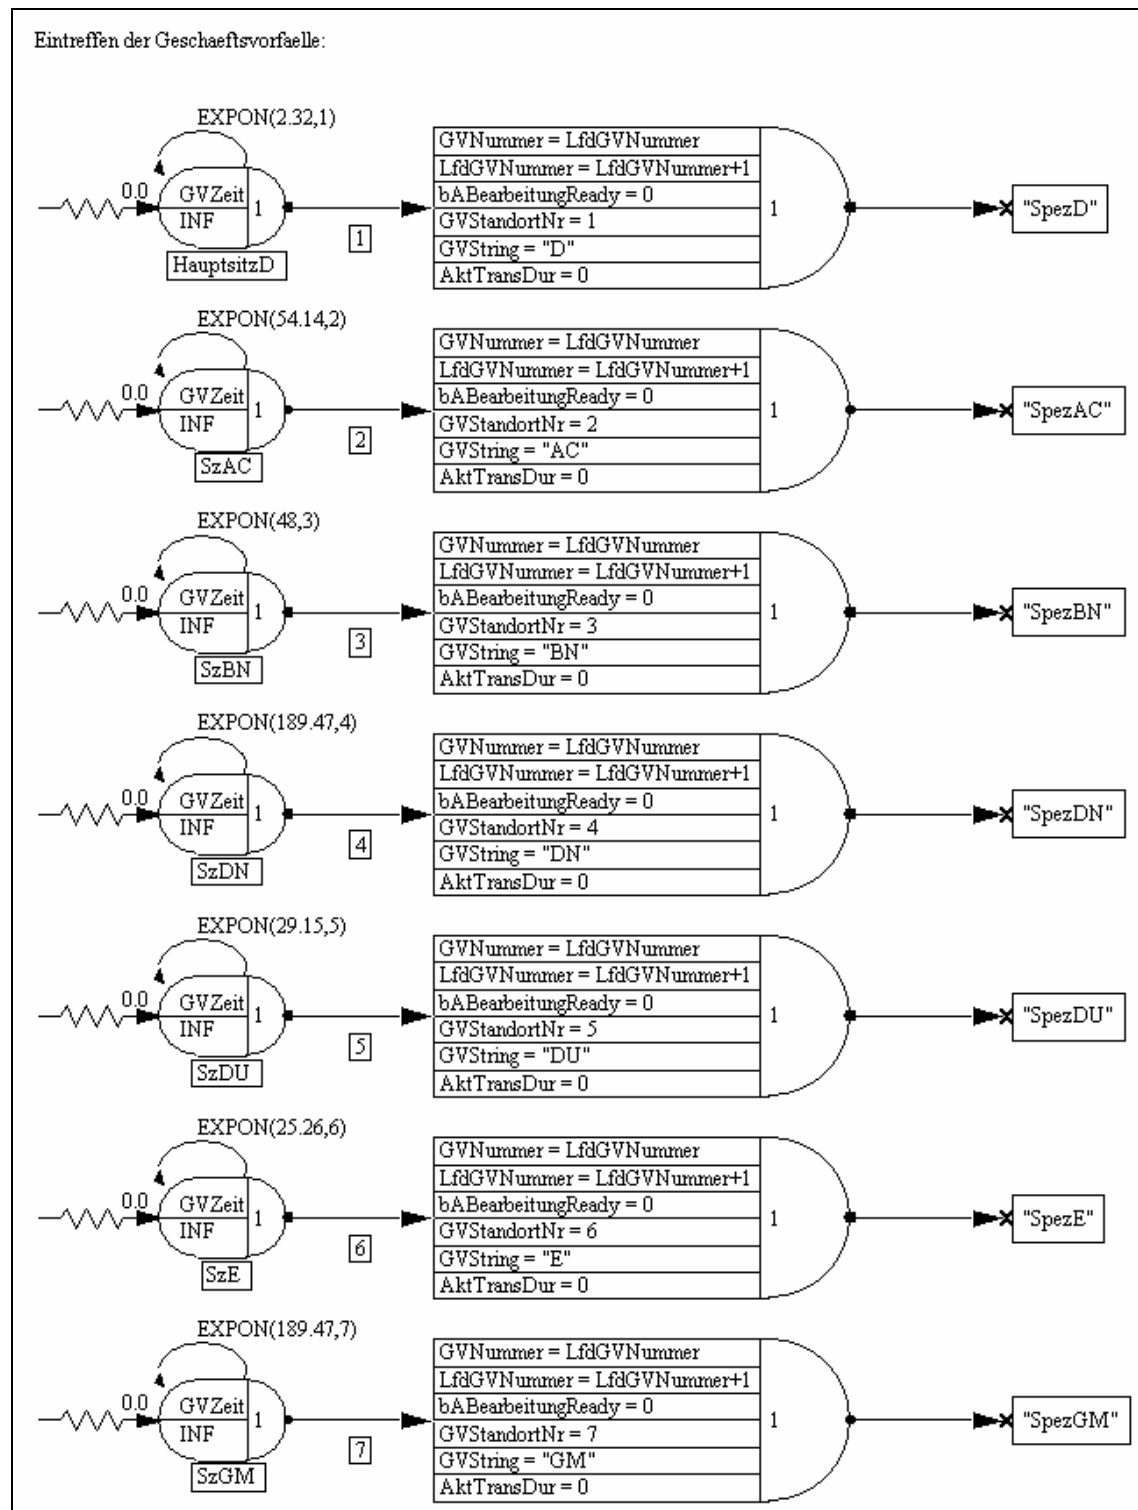 Eintreffen der Geschaeftsvorfaelle:
EXPON(2.32,1)
0.0
GVZeit
INF
1
HauptsitzD
1
GVNummer = LfdGVNummer
LfdGVNummer = LfdGVNummer+1
bABearbeitungReady = 0
GVStandortNr = 1
GVString = "D"
AktTransDur = 0
1
"SpezD"
EXPON(54.14,2)
0.0
GVZeit
INF
1
SzAC
2
GVNummer = LfdGVNummer
LfdGVNummer = LfdGVNummer+1
bABearbeitungReady = 0
GVStandortNr = 2
GVString = "AC"
AktTransDur = 0
1
"SpezAC"
EXPON(48,3)
0.0
GVZeit
INF
1
SzBN
3
GVNummer = LfdGVNummer
LfdGVNummer = LfdGVNummer+1
bABearbeitungReady = 0
GVStandortNr = 3
GVString = "BN"
AktTransDur = 0
1
"SpezBN"
EXPON(189.47,4)
0.0
GVZeit
INF
1
SzDN
4
GVNummer = LfdGVNummer
LfdGVNummer = LfdGVNummer+1
bABearbeitungReady = 0
GVStandortNr = 4
GVString = "DN"
AktTransDur = 0
1
"SpezDN"
EXPON(29.15,5)
0.0
GVZeit
INF
1
SzDU
5
GVNummer = LfdGVNummer
LfdGVNummer = LfdGVNummer+1
bABearbeitungReady = 0
GVStandortNr = 5
GVString = "DU"
AktTransDur = 0
1
"SpezDU"
EXPON(25.26,6)
0.0
GVZeit
INF
1
SzE
6
GVNummer = LfdGVNummer
LfdGVNummer = LfdGVNummer+1
bABearbeitungReady = 0
GVStandortNr = 6
GVString = "E"
AktTransDur = 0
1
"SpezE"
EXPON(189.47,7)
0.0
GVZeit
INF
1
SzGM
7
GVNummer = LfdGVNummer
LfdGVNummer = LfdGVNummer+1
bABearbeitungReady = 0
GVStandortNr = 7
GVString = "GM"
AktTransDur = 0
1
"SpezGM"